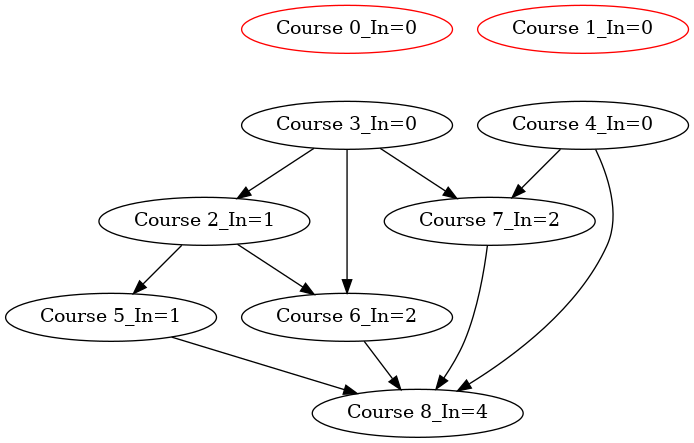 Course 0_In=0
Course 1_In=0
Course 3_In=0
Course 4_In=0
Course 2_In=1
Course 7_In=2
Course 5_In=1
Course 6_In=2
Course 8_In=4